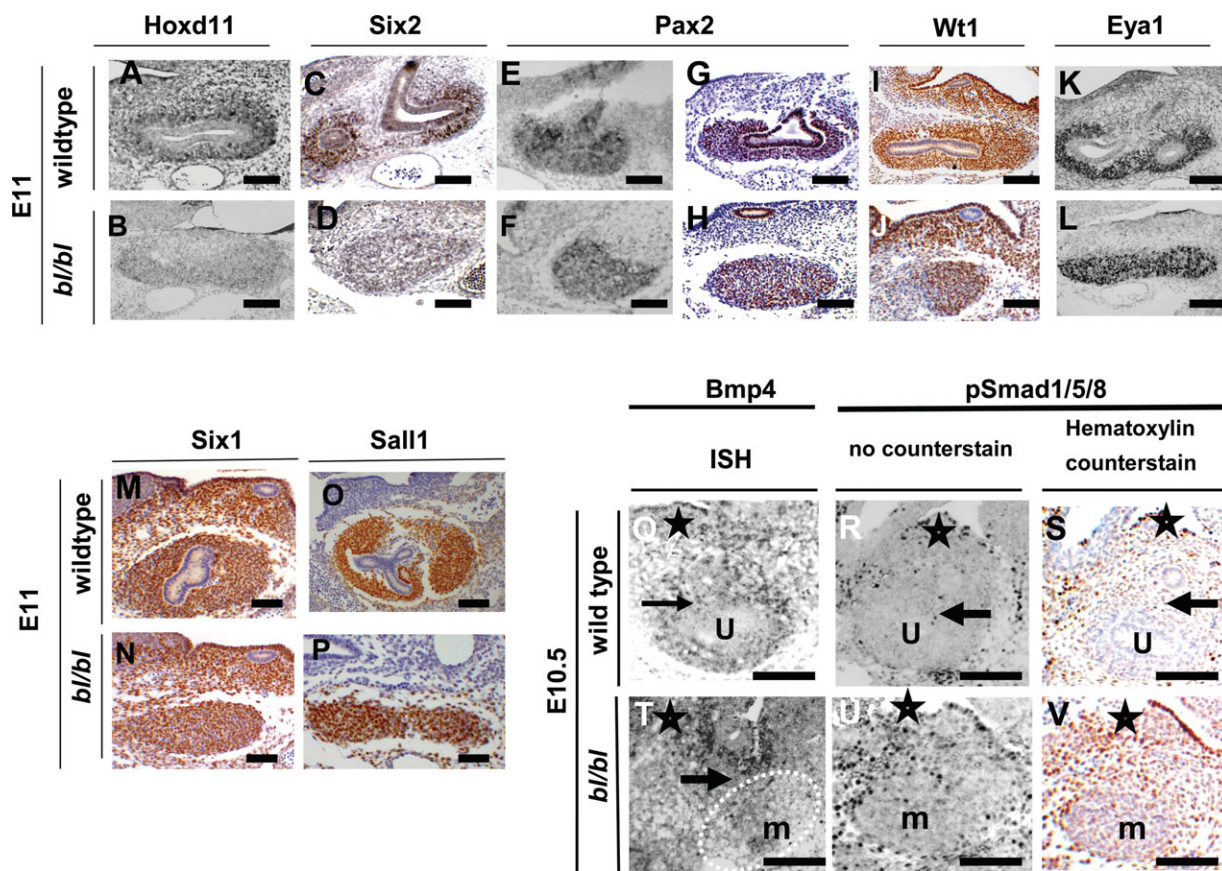 Hoxd11 Six2 Pax2 Wt1 Eya1
E11
wildtype
A C E G I K
bl/bl
B D F H J L
Bmp4 pSmad1/5/8
Six1 Sall1
ISH no counterstain Hematoxylin
counterstain
E11
wildtype
M O
bl/bl
N P
E10.5
wild type
Q R S
U U U
bl/bl
T U V
m m m